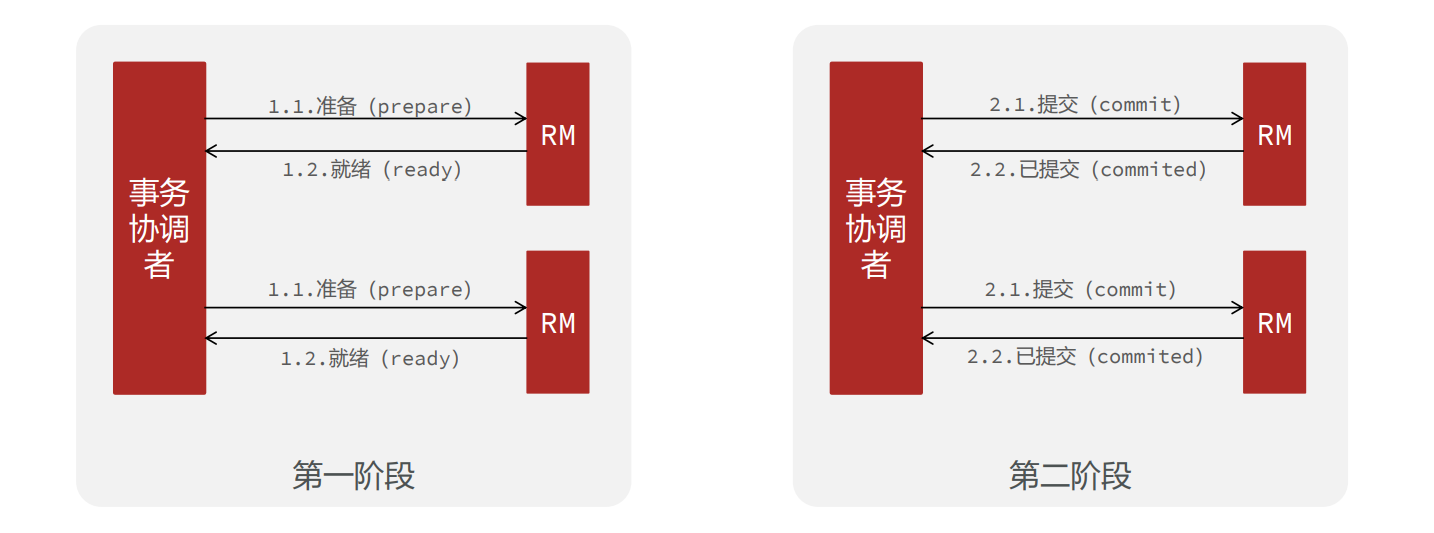 1.1.准备（prepare）
RM
1.2.就绪（ready）
事务
协调
者
1.1.准备（prepare）
RM
1.2.就绪（ready）
第一阶段
2.1.提交（commit）
RM
2.2.已提交（commited）
事务
协调
者
2.1.提交（commit）
RM
2.2.已提交（commited）
第二阶段